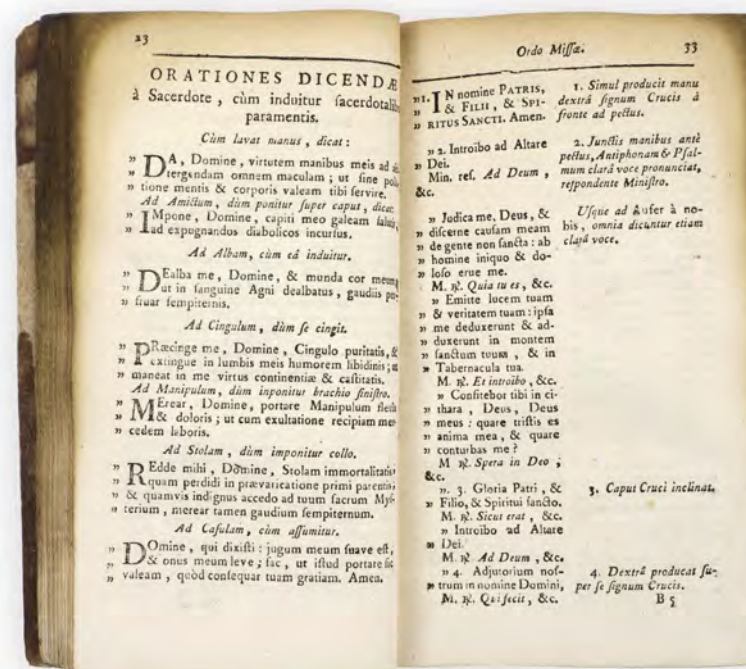 23
ORATIONES DICENDÆ
à Sacerdote , cùm induitur sacerdotalibus
paramentis.
Cùm lavat manus , dicat :
» DA, Domine , virtutem manibus meis ad
» tergendam omnem maculam ; ut sine
» tione mentis & corporis valeam tibi servire.
Ad Amictum , dùm ponitur super caput , dicat
» IMpone, Domine , capiti meo galeam
» ad expugnandos diabolicos incursus.
Ad Albam, cùm eâ induitur.
» DEalba me , Domine , & munda cor meum;
» ut in sanguine Agni dealbatus , gaudiis
» fruar sempiternis.
Ad Cingulum , dùm se cingit.
» PRæcinge me , Domine , Cingulo puritatis, &
» extingue in lumbis meis humorem libidinis ; ut
» maneat in me virtus continentiæ & castitatis.
Ad Manipulum, dùm inponitur brachio sinistro.
» MErear, Domine, portare Manipulum
» & doloris ; ut cum exultatione recipiam mer-
» cedem laboris.
Ad Stolam , dùm imponitur collo.
» REdde mihi , Domine, Stolam immortalitatis
» quam perdidi in prævaricatione primi parentis;
» & quamvis indignus accedo ad tuum sacrum Mys-
» terium , merear tamen gaudium sempiternum.
Ad Casulam, cùm assumitur.
» DOmine , qui dixisti : jugum meum suave est,
» & onus meum leve ; fac , ut istud portare sic
» valeam , quòd consequar tuam gratiam. Amen.
Ordo Missæ. 33
»1. IN nomine PATRIS,
» & FILII , & SPI-
» RITUS SANCTI. Amen.
» 2. Introibo ad Altare
» Dei.
Min. res. Ad Deum ,
&c.
» Judica me, Deus, &
» discerne causam meam
» de gente non sancta : ab
» homine iniquo & do-
» loso erue me.
M. ℟. Quia tu es , &c.
» Emitte lucem tuam
» & veritatem tuam : ipsa
» me deduxerunt & ad-
» duxerunt in montem
» sanctum tuum , & in
» Tabernacula tua.
M. ℟. Et introibo , &c.
» Confitebor tibi in ci-
» thara , Deus, Deus
» meus : quare tristis es
» anima mea , & quare
» conturbas me ?
M ℟. Spera in Deo ,
&c.
». 3. Gloria Patri , &
» Filio, & Spiritui sancto.
M. ℟. Sicut erat , &c.
» Introibo ad Altare
» Dei.
M. ℟. Ad Deum , &c.
» 4. Adjutorium nos-
» trum in nomine Domini,
M. ℟. Qui fecit , &c.
1. Simul producit manu
dextrâ signum Crucis à
fronte ad pectus.
2. Junctis manibus antè
pectus, Antiphonam & Psal-
mum clarâ voce pronunciat,
respondente Ministro.
Usque ad Aufer à no-
bis , omnia dicuntur etiam
clarâ voce.
3. Caput Cruci inclinat.
4. Dextrâ producat su-
per se signum Crucis.
B 5